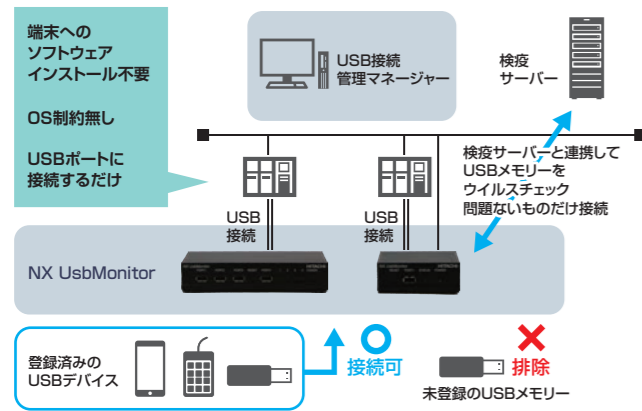 端末への
ソフトウェア
インストール不要
OS制約無し
USBポートに
接続するだけ
USB接続
管理マネージャー
検疫
サーバー
検疫サーバーと連携して
USBメモリーを
ウイルスチェック
問題ないものだけ接続
USB
接続
USB
接続
NX UsbMonitor
登録済みの
USBデバイス
接続可
排除
未登録のUSBメモリー